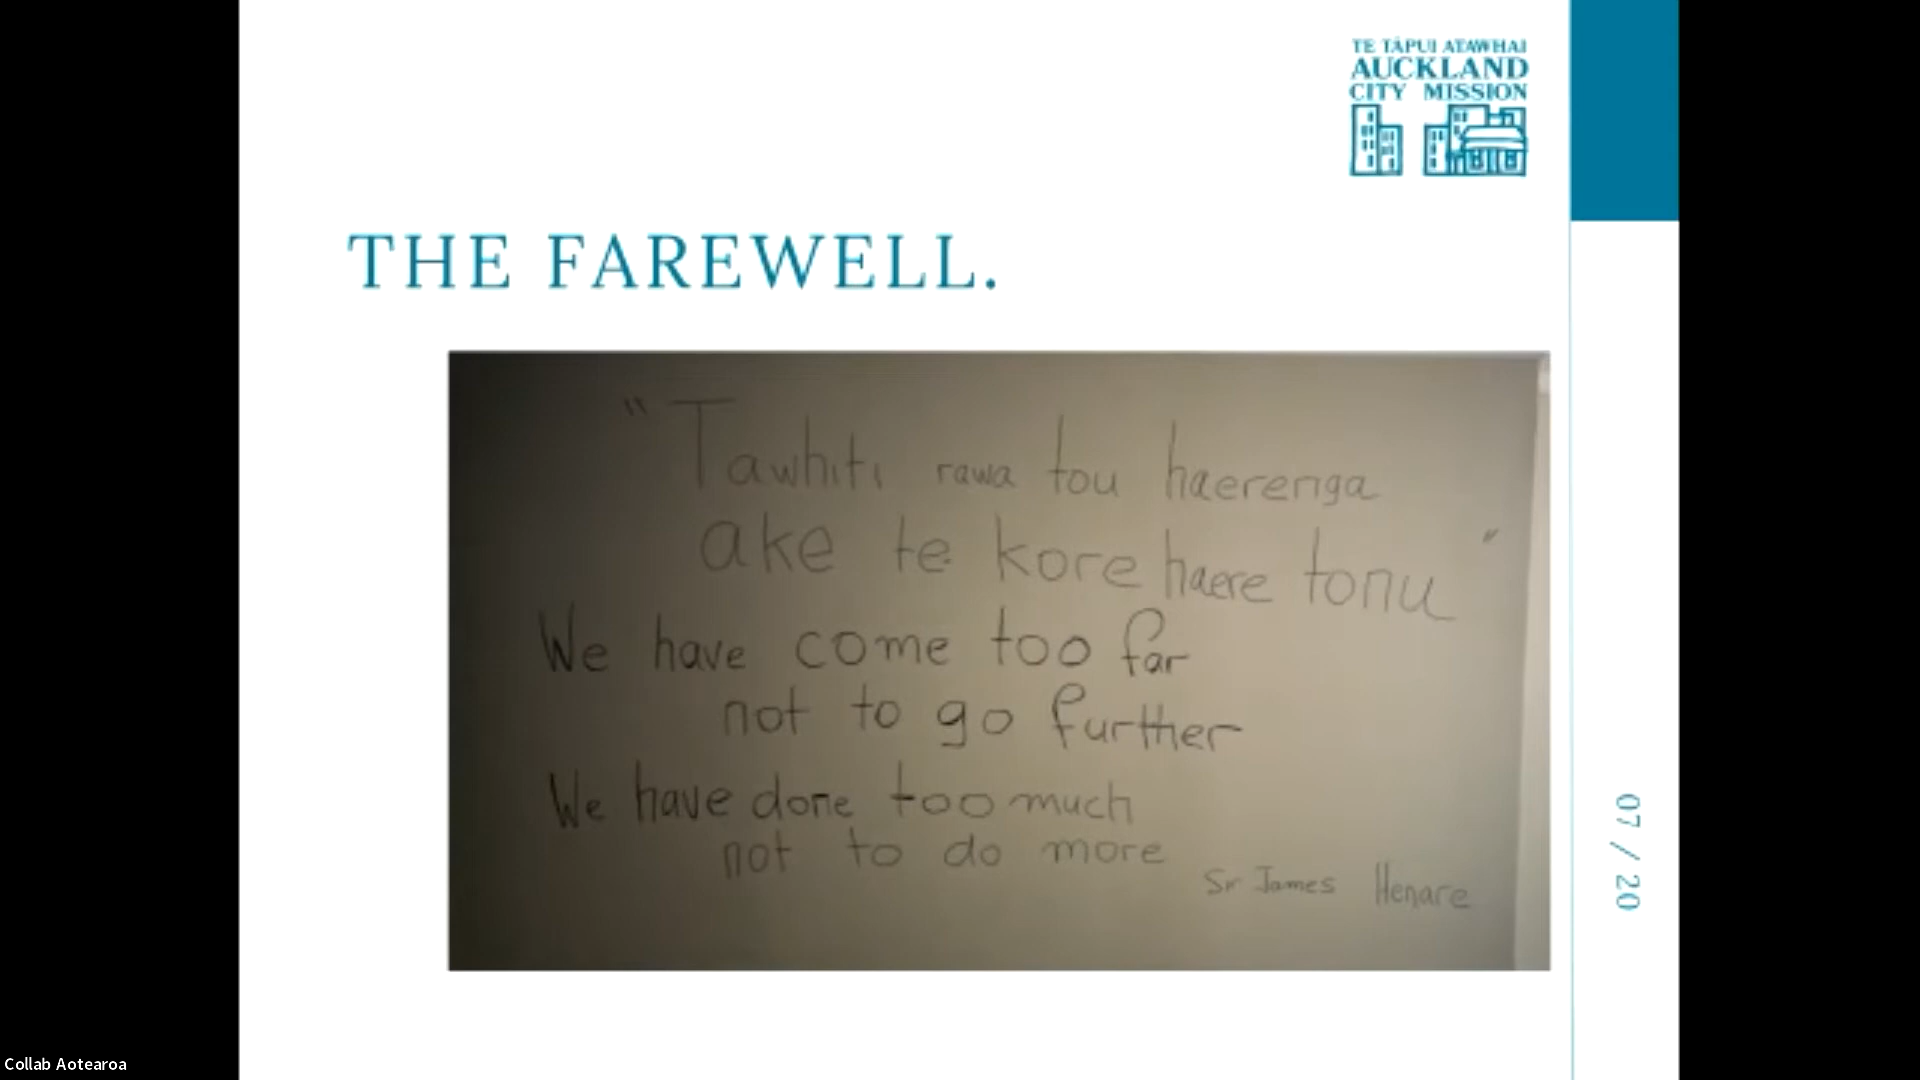 TE TĀPUI ATAWHAI
AUCKLAND
CITY MISSION
THE FAREWELL.
"Tawhiti rawa tou haerenga
ake te kore haere tonu"
We have come too far
not to go further
We have done too much
not to do more
Sir James Henare
07 / 20
Collab Aotearoa